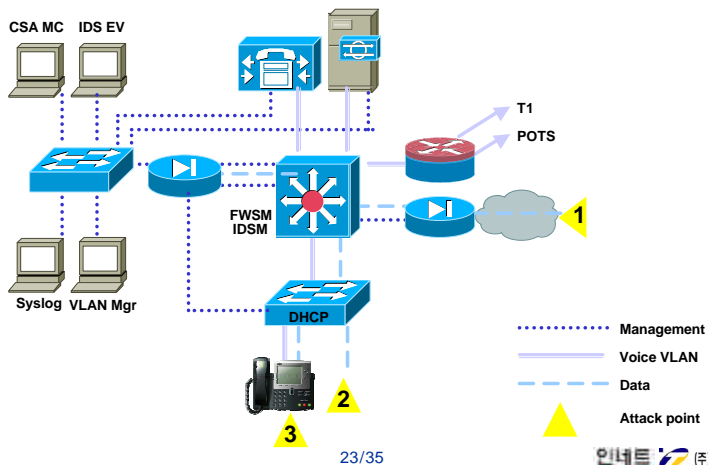 CSA MC IDS EV
T1
POTS
FWSM
IDSM
1
Syslog VLAN Mgr
DHCP
Management
Voice VLAN
Data
Attack point
2
3
23/35
인네트
(주